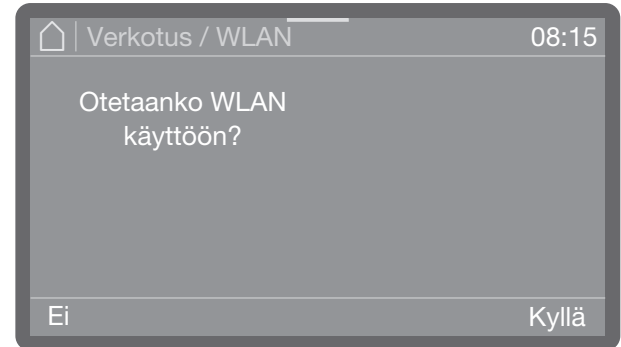 Verkotus / WLAN 08:15
Otetaanko WLAN
käyttöön?
Ei Kyllä